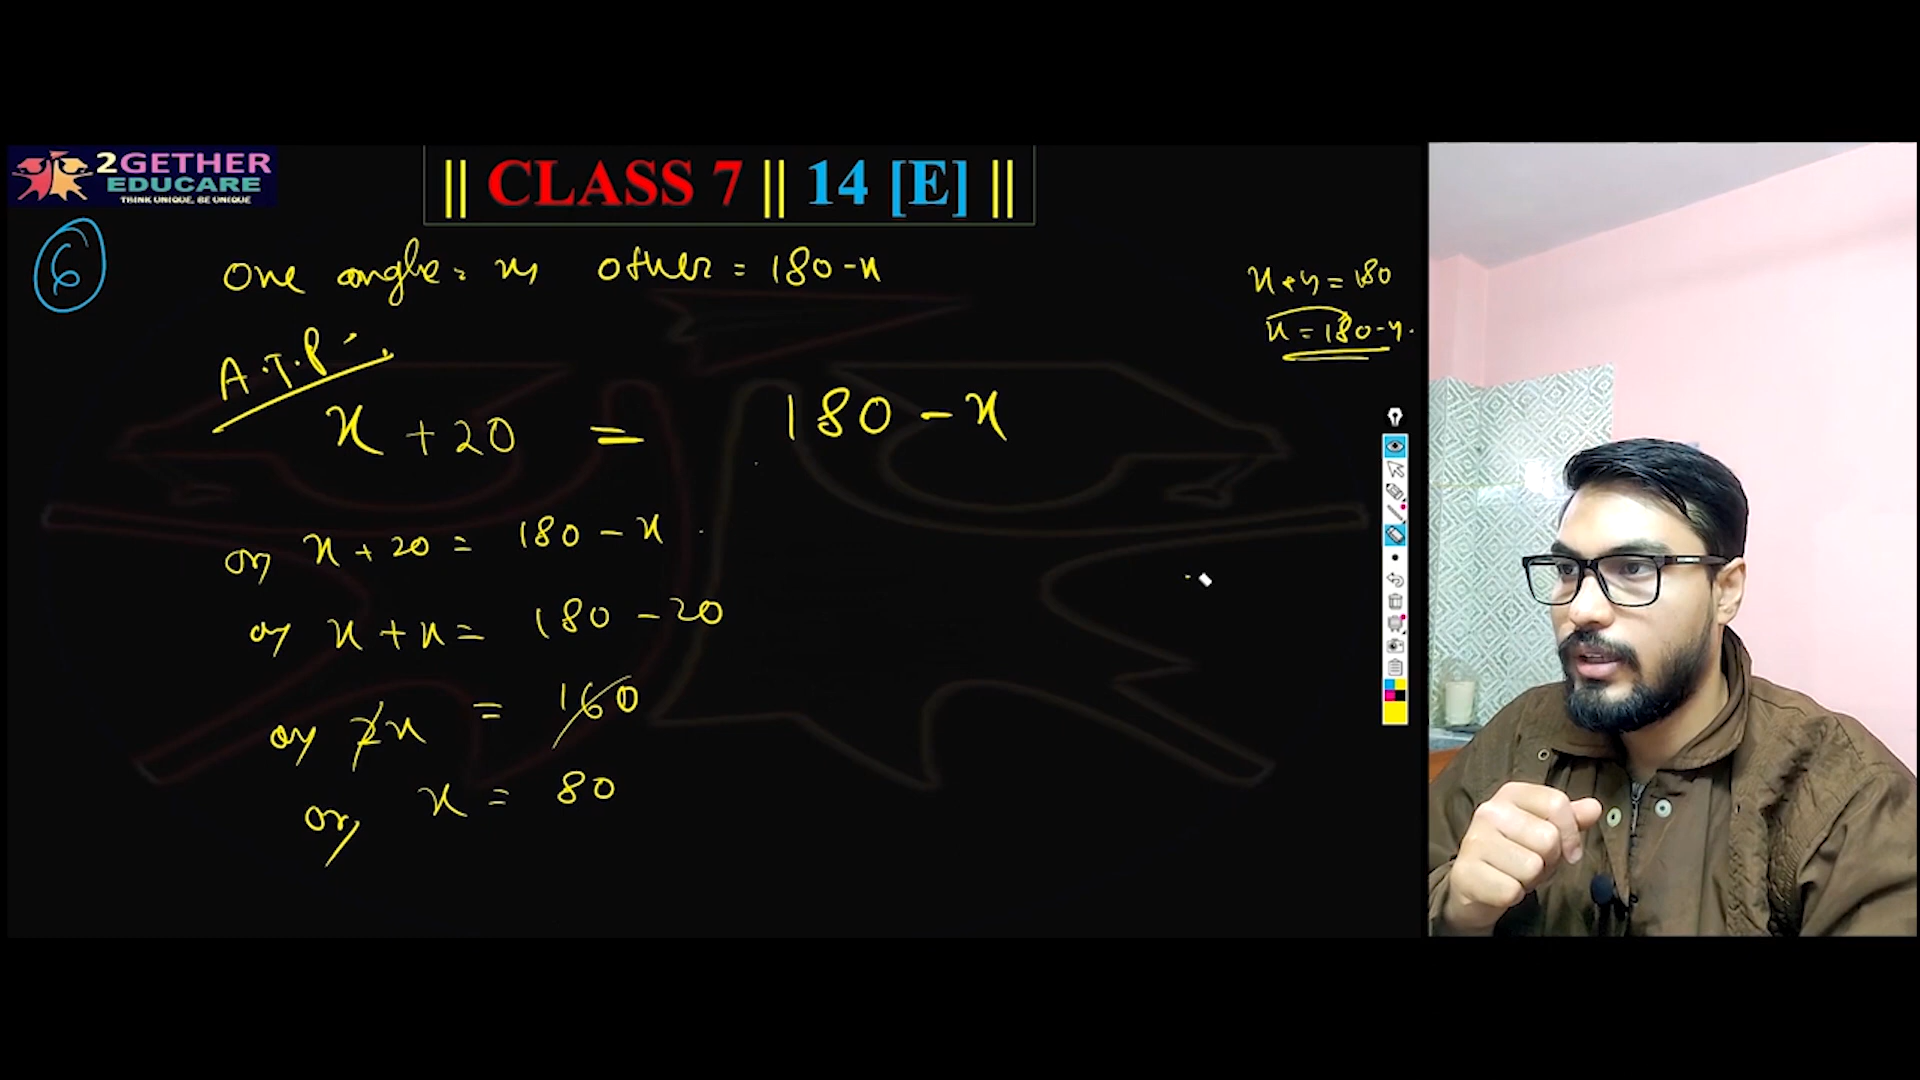 2GETHER
EDUCARE
THINK UNIQUE, BE UNIQUE
|| CLASS 7 || 14 [E] ||
6
One angle = x, other = 180-x
x+y=180
x=180-y.
A.T.P.
x +20 = 180 - x
or x + 20 = 180 - x
or x + x = 180 - 20
or 2x = 160
or x = 80